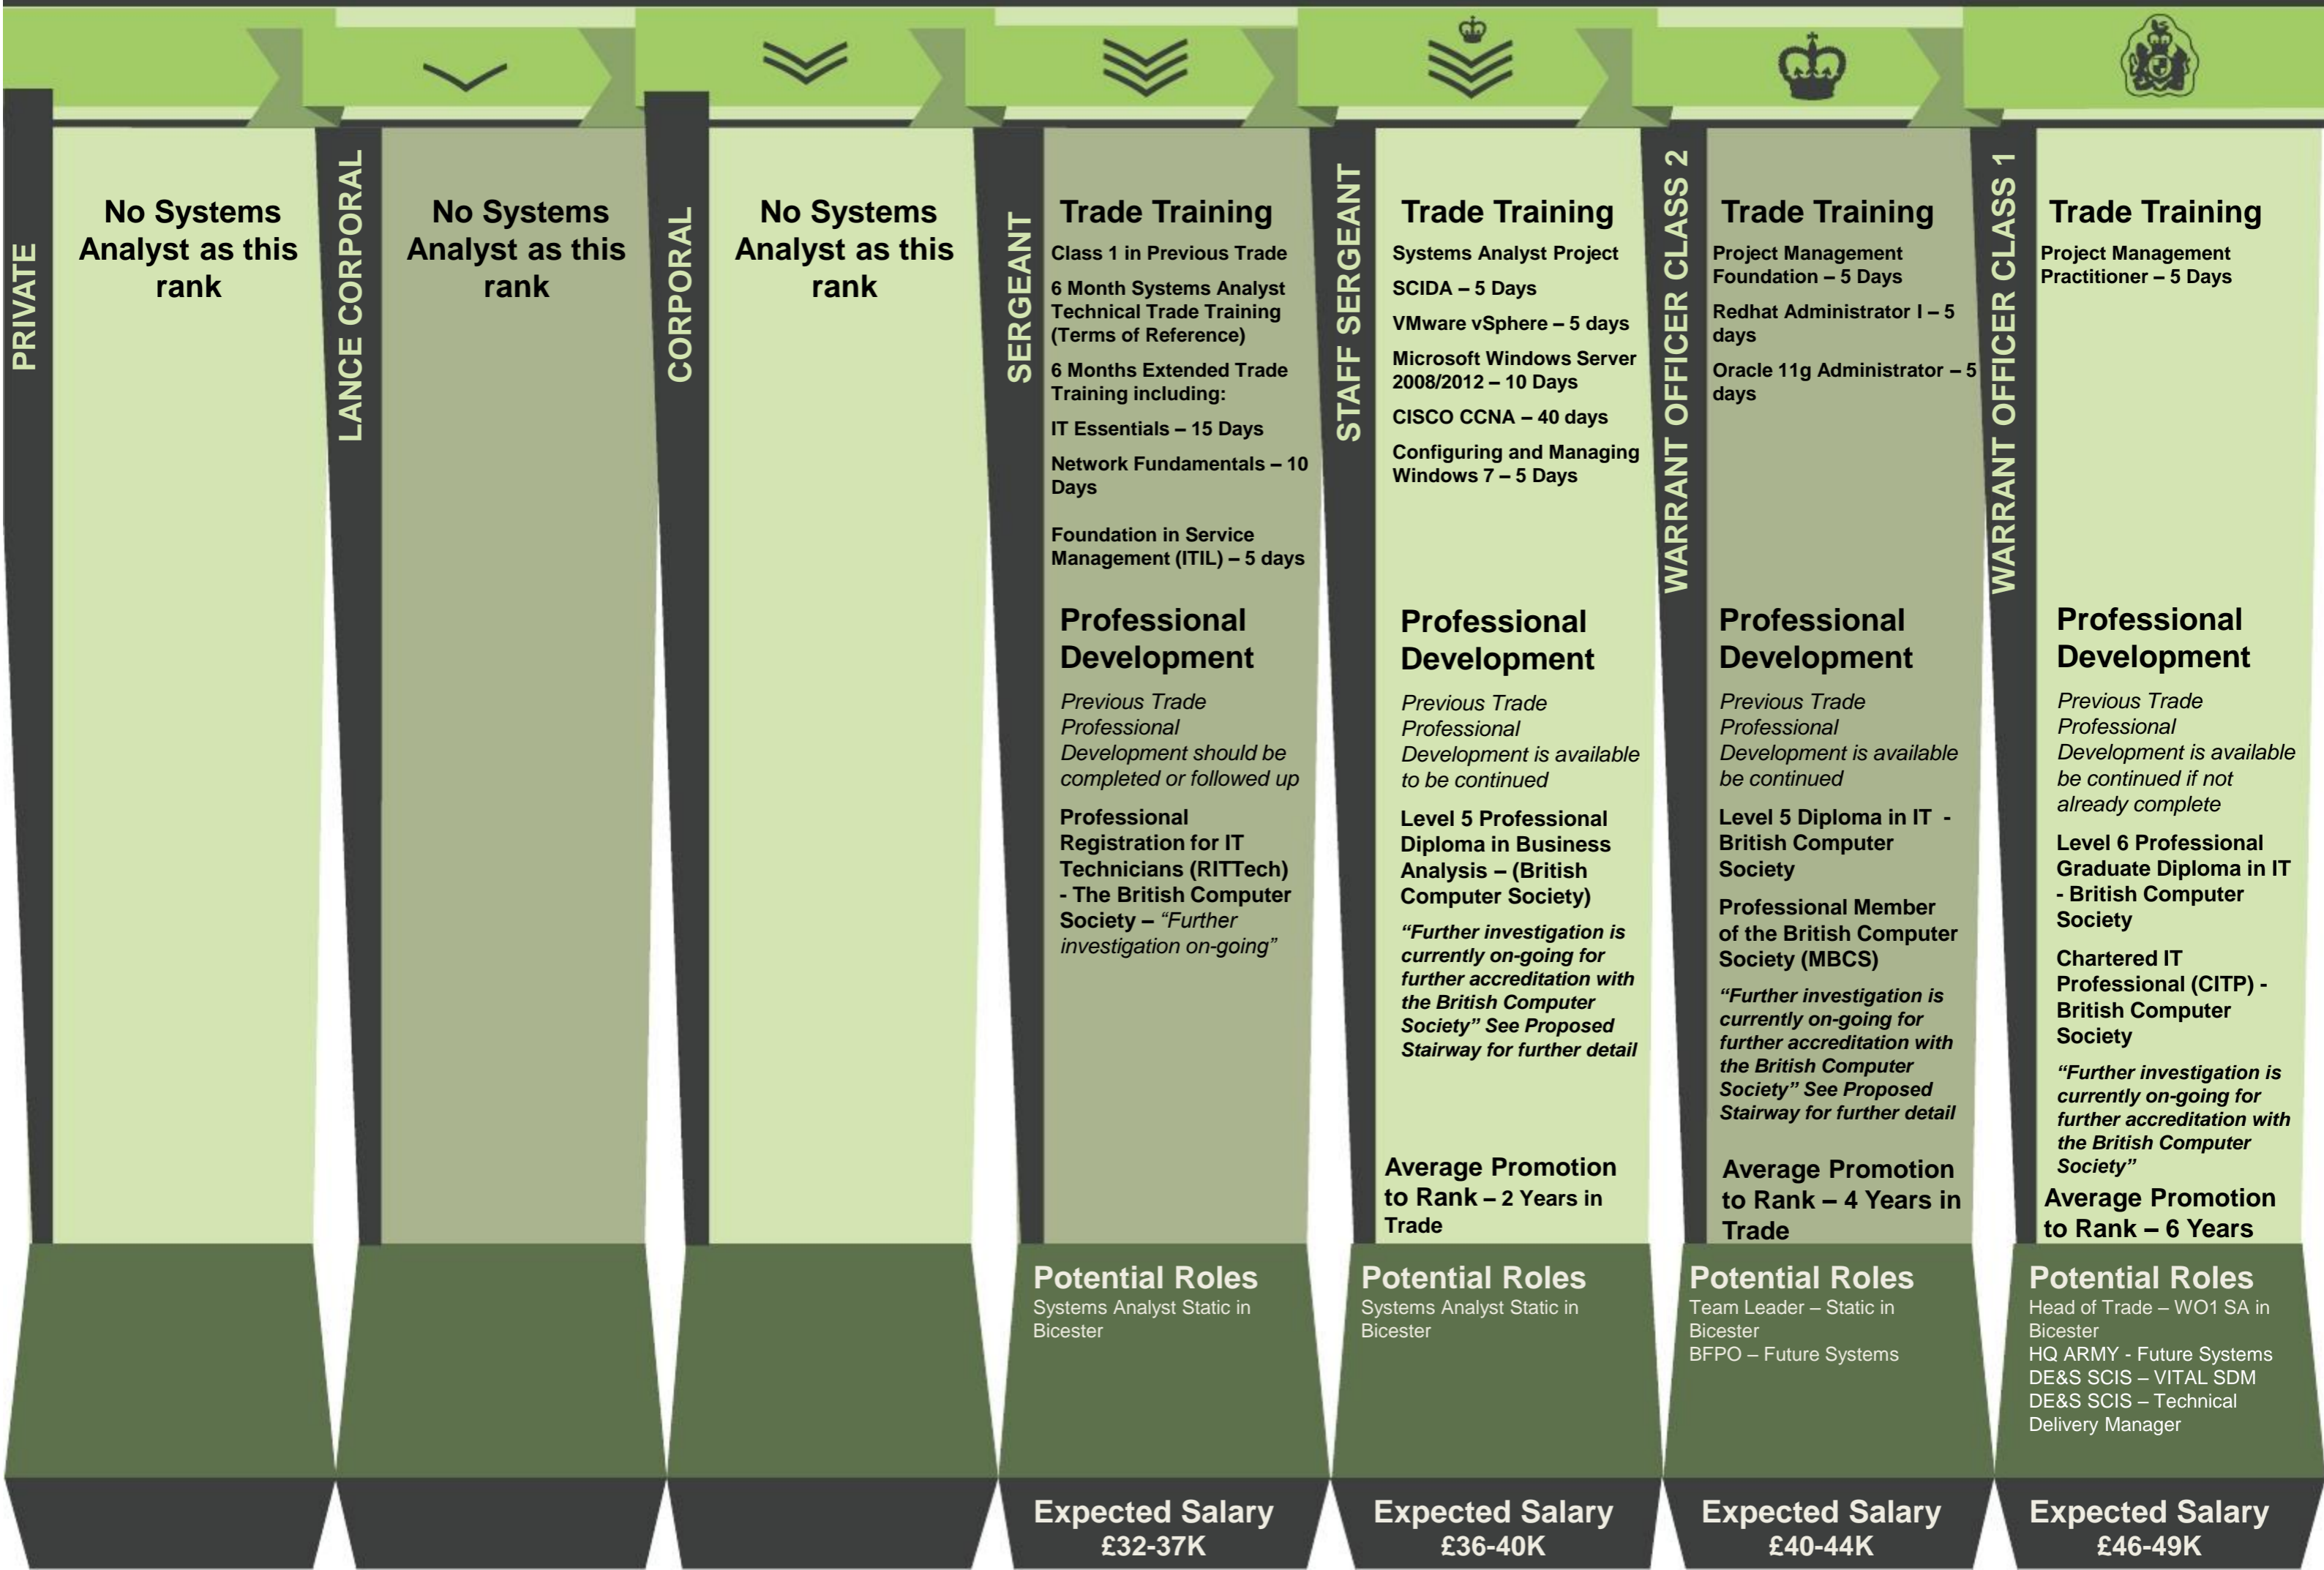 PRIVATE
No Systems
Analyst as this
rank
LANCE CORPORAL
No Systems
Analyst as this
rank
CORPORAL
No Systems
Analyst as this
rank
SERGEANT
Trade Training
Class 1 in Previous Trade
6 Month Systems Analyst
Technical Trade Training
(Terms of Reference)
6 Months Extended Trade
Training including:
IT Essentials – 15 Days
Network Fundamentals – 10
Days
Foundation in Service
Management (ITIL) – 5 days
Professional
Development
Previous Trade
Professional
Development should be
completed or followed up
Professional
Registration for IT
Technicians (RITTech)
- The British Computer
Society – “Further
investigation on-going”
Potential Roles
Systems Analyst Static in
Bicester
Expected Salary
£32-37K
STAFF SERGEANT
Trade Training
Systems Analyst Project
SCIDA – 5 Days
VMware vSphere – 5 days
Microsoft Windows Server
2008/2012 – 10 Days
CISCO CCNA – 40 days
Configuring and Managing
Windows 7 – 5 Days
Professional
Development
Previous Trade
Professional
Development is available
to be continued
Level 5 Professional
Diploma in Business
Analysis – (British
Computer Society)
“Further investigation is
currently on-going for
further accreditation with
the British Computer
Society” See Proposed
Stairway for further detail
Average Promotion
to Rank – 2 Years in
Trade
Potential Roles
Systems Analyst Static in
Bicester
Expected Salary
£36-40K
WARRANT OFFICER CLASS 2
Trade Training
Project Management
Foundation – 5 Days
Redhat Administrator I – 5
days
Oracle 11g Administrator – 5
days
Professional
Development
Previous Trade
Professional
Development is available
be continued
Level 5 Diploma in IT -
British Computer
Society
Professional Member
of the British Computer
Society (MBCS)
“Further investigation is
currently on-going for
further accreditation with
the British Computer
Society” See Proposed
Stairway for further detail
Average Promotion
to Rank – 4 Years in
Trade
Potential Roles
Team Leader – Static in
Bicester
BFPO – Future Systems
Expected Salary
£40-44K
WARRANT OFFICER CLASS 1
Trade Training
Project Management
Practitioner – 5 Days
Professional
Development
Previous Trade
Professional
Development is available
be continued if not
already complete
Level 6 Professional
Graduate Diploma in IT
- British Computer
Society
Chartered IT
Professional (CITP) -
British Computer
Society
“Further investigation is
currently on-going for
further accreditation with
the British Computer
Society”
Average Promotion
to Rank – 6 Years
Potential Roles
Head of Trade – WO1 SA in
Bicester
HQ ARMY - Future Systems
DE&S SCIS – VITAL SDM
DE&S SCIS – Technical
Delivery Manager
Expected Salary
£46-49K